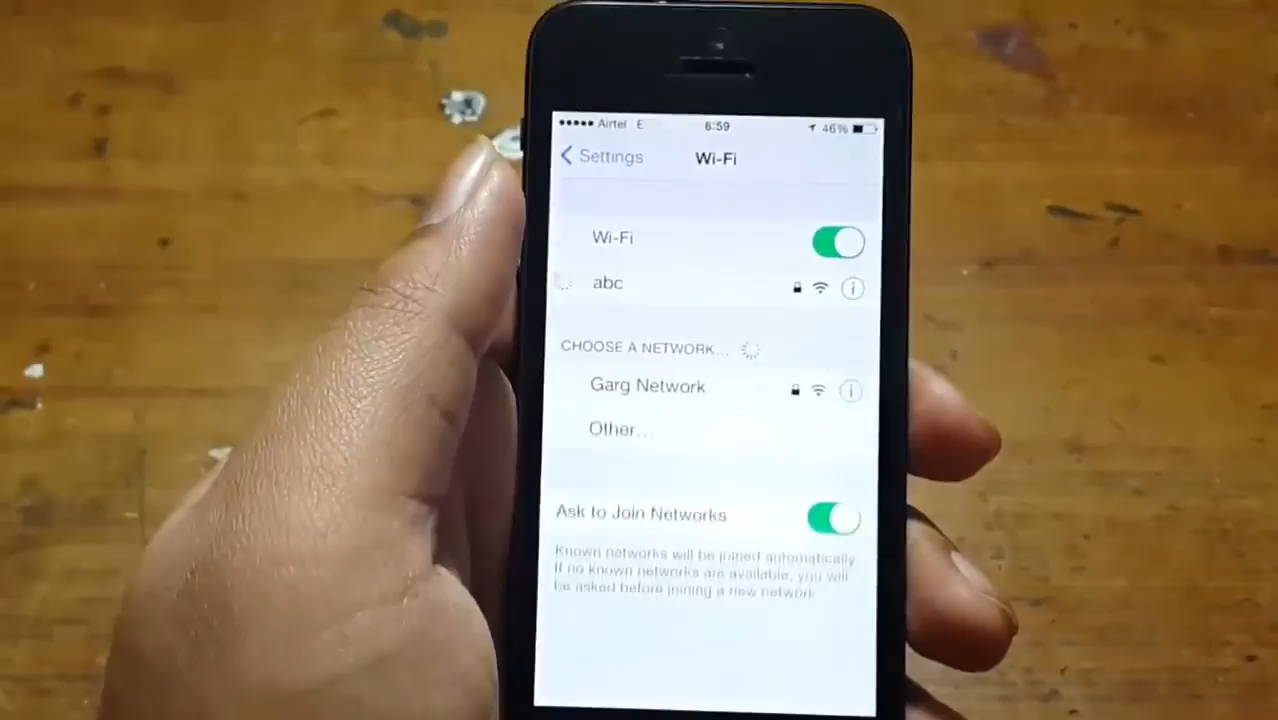 Airtel E 6:59 46%
Settings Wi-Fi
Wi-Fi
abc
CHOOSE A NETWORK...
Garg Network
Other...
Ask to Join Networks
Known networks will be joined automatically
If no known networks are available, you will
be asked before joining a new network.